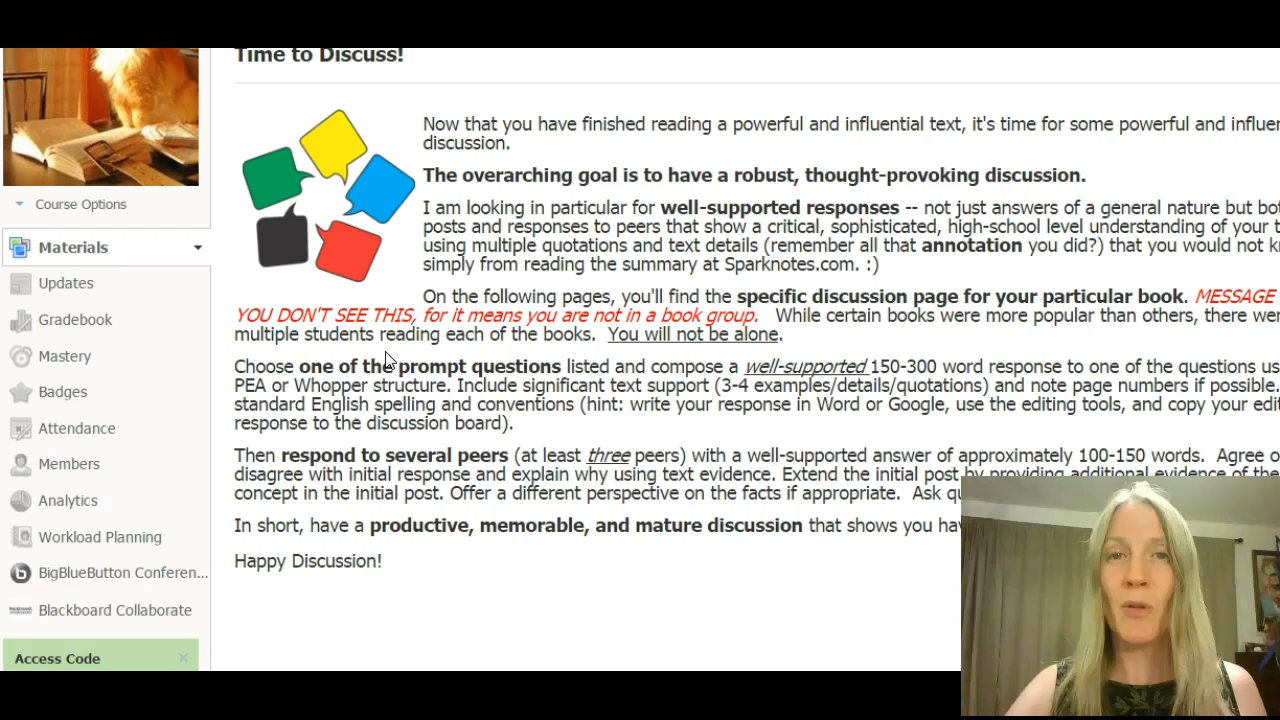 Time to Discuss!
Now that you have finished reading a powerful and influential text, it's time for some powerful and
discussion.
The overarching goal is to have a robust, thought-provoking discussion.
I am looking in particular for well-supported responses -- not just answers of a general nature but
posts and responses to peers that show a critical, sophisticated, high-school level understanding of your
using multiple quotations and text details (remember all that annotation you did?) that you would not
simply from reading the summary at Sparknotes.com. :)
On the following pages, you'll find the specific discussion page for your particular book. MESSAGE
YOU DON'T SEE THIS, for it means you are not in a book group. While certain books were more popular than others, there
multiple students reading each of the books. You will not be alone.
Choose one of the prompt questions listed and compose a well-supported 150-300 word response to one of the questions
PEA or Whopper structure. Include significant text support (3-4 examples/details/quotations) and note page numbers if possible.
standard English spelling and conventions (hint: write your response in Word or Google, use the editing tools, and copy your
response to the discussion board).
Then respond to several peers (at least three peers) with a well-supported answer of approximately 100-150 words. Agree
disagree with initial response and explain why using text evidence. Extend the initial post by providing additional evidence of
concept in the initial post. Offer a different perspective on the facts if appropriate. Ask
In short, have a productive, memorable, and mature discussion that shows you
Happy Discussion!
Course Options
Materials
Updates
Gradebook
Mastery
Badges
Attendance
Members
Analytics
Workload Planning
BigBlueButton Conferen...
Blackboard Collaborate
Access Code